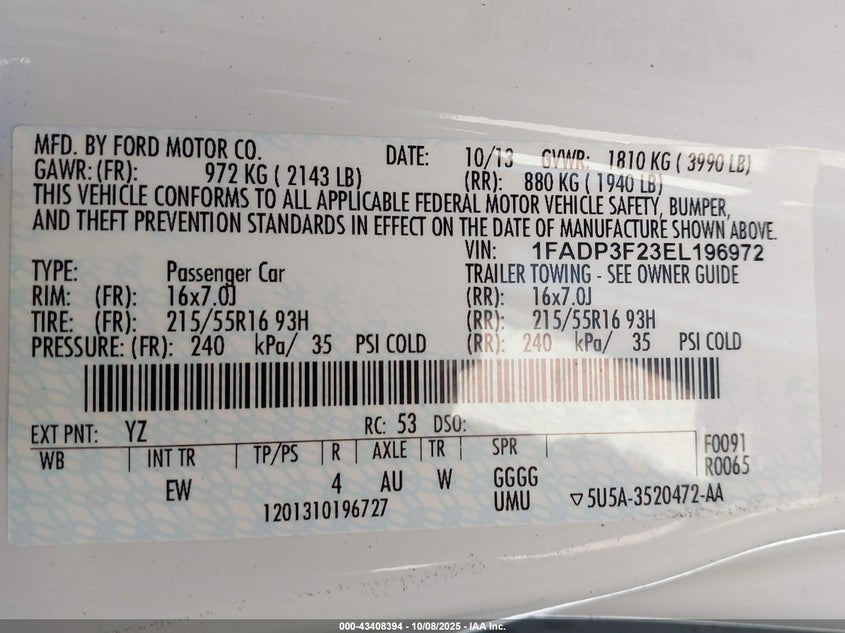 MFD. BY FORD MOTOR CO. DATE: 10/13 GVWR: 1810 KG ( 3990 LB)
GAWR: (FR): 972 KG ( 2143 LB) (RR): 880 KG ( 1940 LB)
THIS VEHICLE CONFORMS TO ALL APPLICABLE FEDERAL MOTOR VEHICLE SAFETY, BUMPER,
AND THEFT PREVENTION STANDARDS IN EFFECT ON THE DATE OF MANUFACTURE SHOWN ABOVE.
VIN: 1FADP3F23EL196972
TYPE: Passenger Car TRAILER TOWING - SEE OWNER GUIDE
RIM: (FR): 16x7.0J (RR): 16x7.0J
TIRE: (FR): 215/55R16 93H (RR): 215/55R16 93H
PRESSURE: (FR): 240 kPa/ 35 PSI COLD (RR): 240 kPa/ 35 PSI COLD
EXT PNT: YZ RC: 53 DSO:
WB INT TR TP/PS R AXLE TR SPR F0091
R0065
EW 4 AU W GGGG
UMU ▽5U5A-3520472-AA
1201310196727
000-43408394 - 10/08/2025 - IAA Inc.